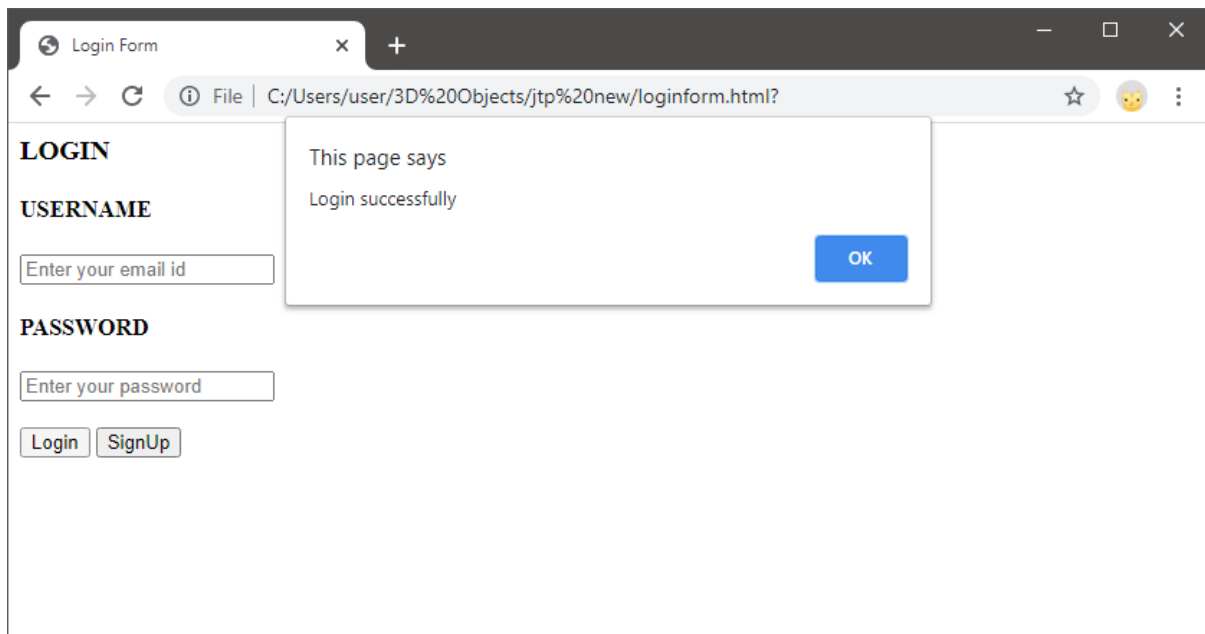 Login Form
File C:/Users/user/3D%20Objects/jtp%20new/loginform.html?
This page says
Login successfully
OK
LOGIN
USERNAME
Enter your email id
PASSWORD
Enter your password
Login SignUp